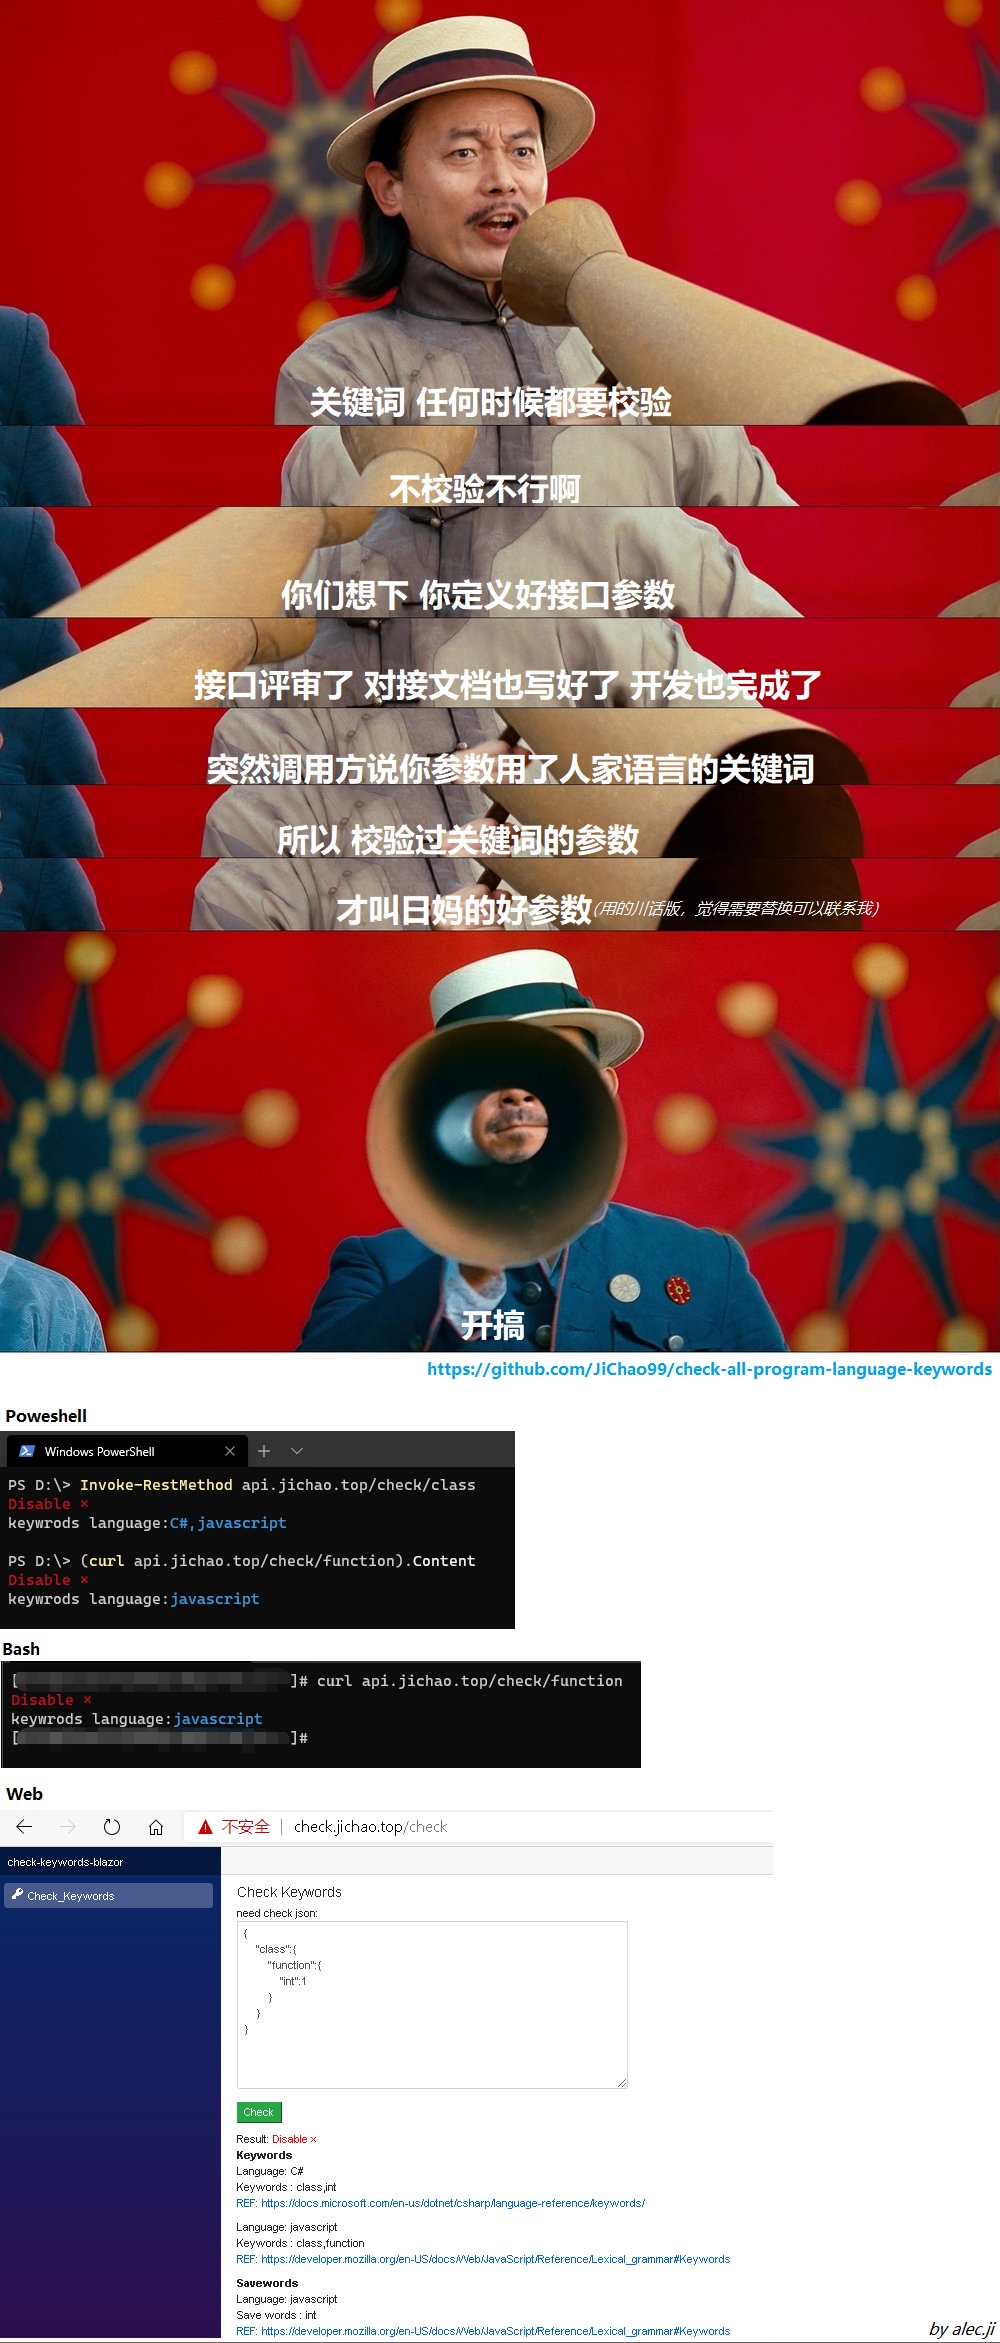 关键词 任何时候都要校验
不校验不行啊
你们想下 你定义好接口参数
接口评审了 对接文档也写好了 开发也完成了
突然调用方说你参数用了人家语言的关键词
所以 校验过关键词的参数
才叫日妈的好参数(用的川话版，觉得需要替换可以联系我)
开搞
https://github.com/JiChao99/check-all-program-language-keywords
Poweshell
Windows PowerShell
PS D:\> Invoke-RestMethod api.jichao.top/check/class
Disable ×
keywrods language:C#,javascript
PS D:\> (curl api.jichao.top/check/function).Content
Disable ×
keywrods language:javascript
Bash
[ ]# curl api.jichao.top/check/function
Disable ×
keywrods language:javascript
[ ]#
Web
不安全 | check.jichao.top/check
check-keywords-blazor
Check_Keywords
Check Keywords
need check json:
{
"class":{
"function":{
"int":1
}
}
}
Check
Result: Disable ×
Keywords
Language: C#
Keywords : class,int
REF: https://docs.microsoft.com/en-us/dotnet/csharp/language-reference/keywords/
Language: javascript
Keywords : class,function
REF: https://developer.mozilla.org/en-US/docs/Web/JavaScript/Reference/Lexical_grammar#Keywords
Savewords
Language: javascript
Save words : int
REF: https://developer.mozilla.org/en-US/docs/Web/JavaScript/Reference/Lexical_grammar#Keywords
by alec.ji